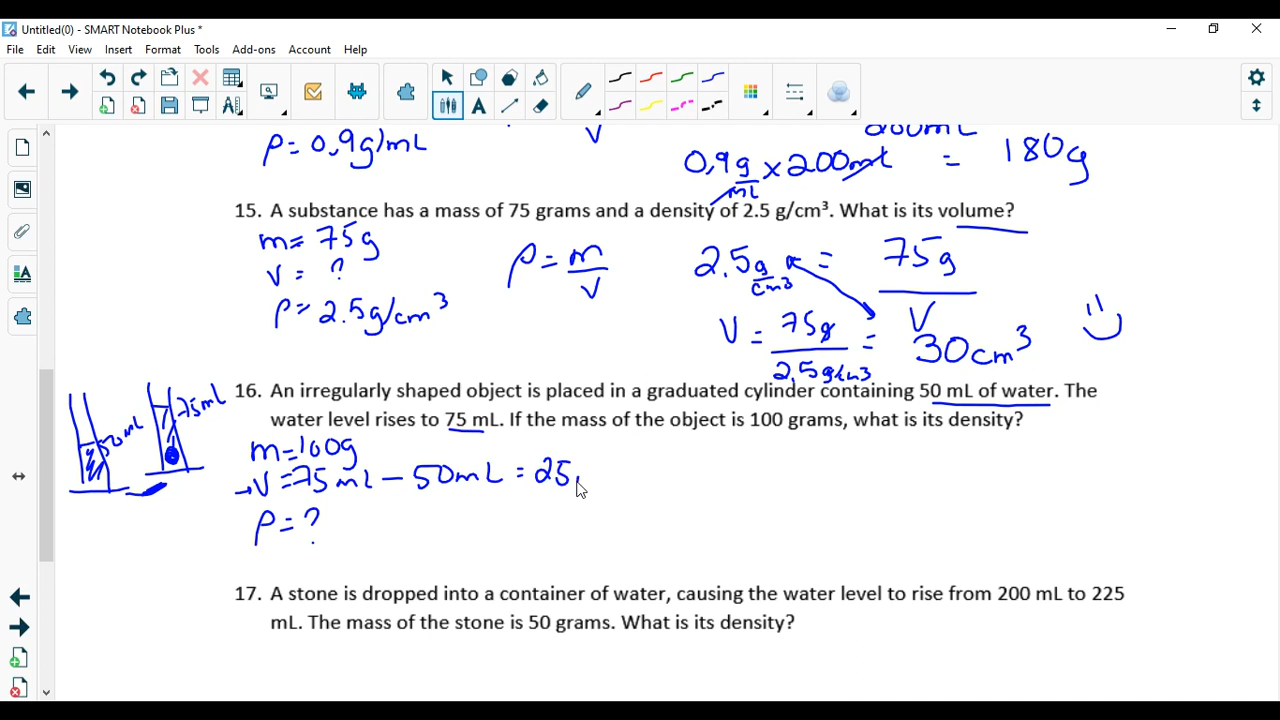 Untitled(0) - SMART Notebook Plus *
File Edit View Insert Format Tools Add-ons Account Help
ρ = 0,9g/mL
V
0,9g/mL x 200mL = 180g
15. A substance has a mass of 75 grams and a density of 2.5 g/cm³. What is its volume?
m = 75g
V = ?
ρ = 2.5g/cm³
ρ = m/V
2.5g/cm³ = 75g/V
V = 75g/2,5g/cm³ = 30cm³
16. An irregularly shaped object is placed in a graduated cylinder containing 50 mL of water. The
water level rises to 75 mL. If the mass of the object is 100 grams, what is its density?
50mL
75mL
m=100g
→V = 75mL - 50mL = 25
ρ = ?
17. A stone is dropped into a container of water, causing the water level to rise from 200 mL to 225
mL. The mass of the stone is 50 grams. What is its density?